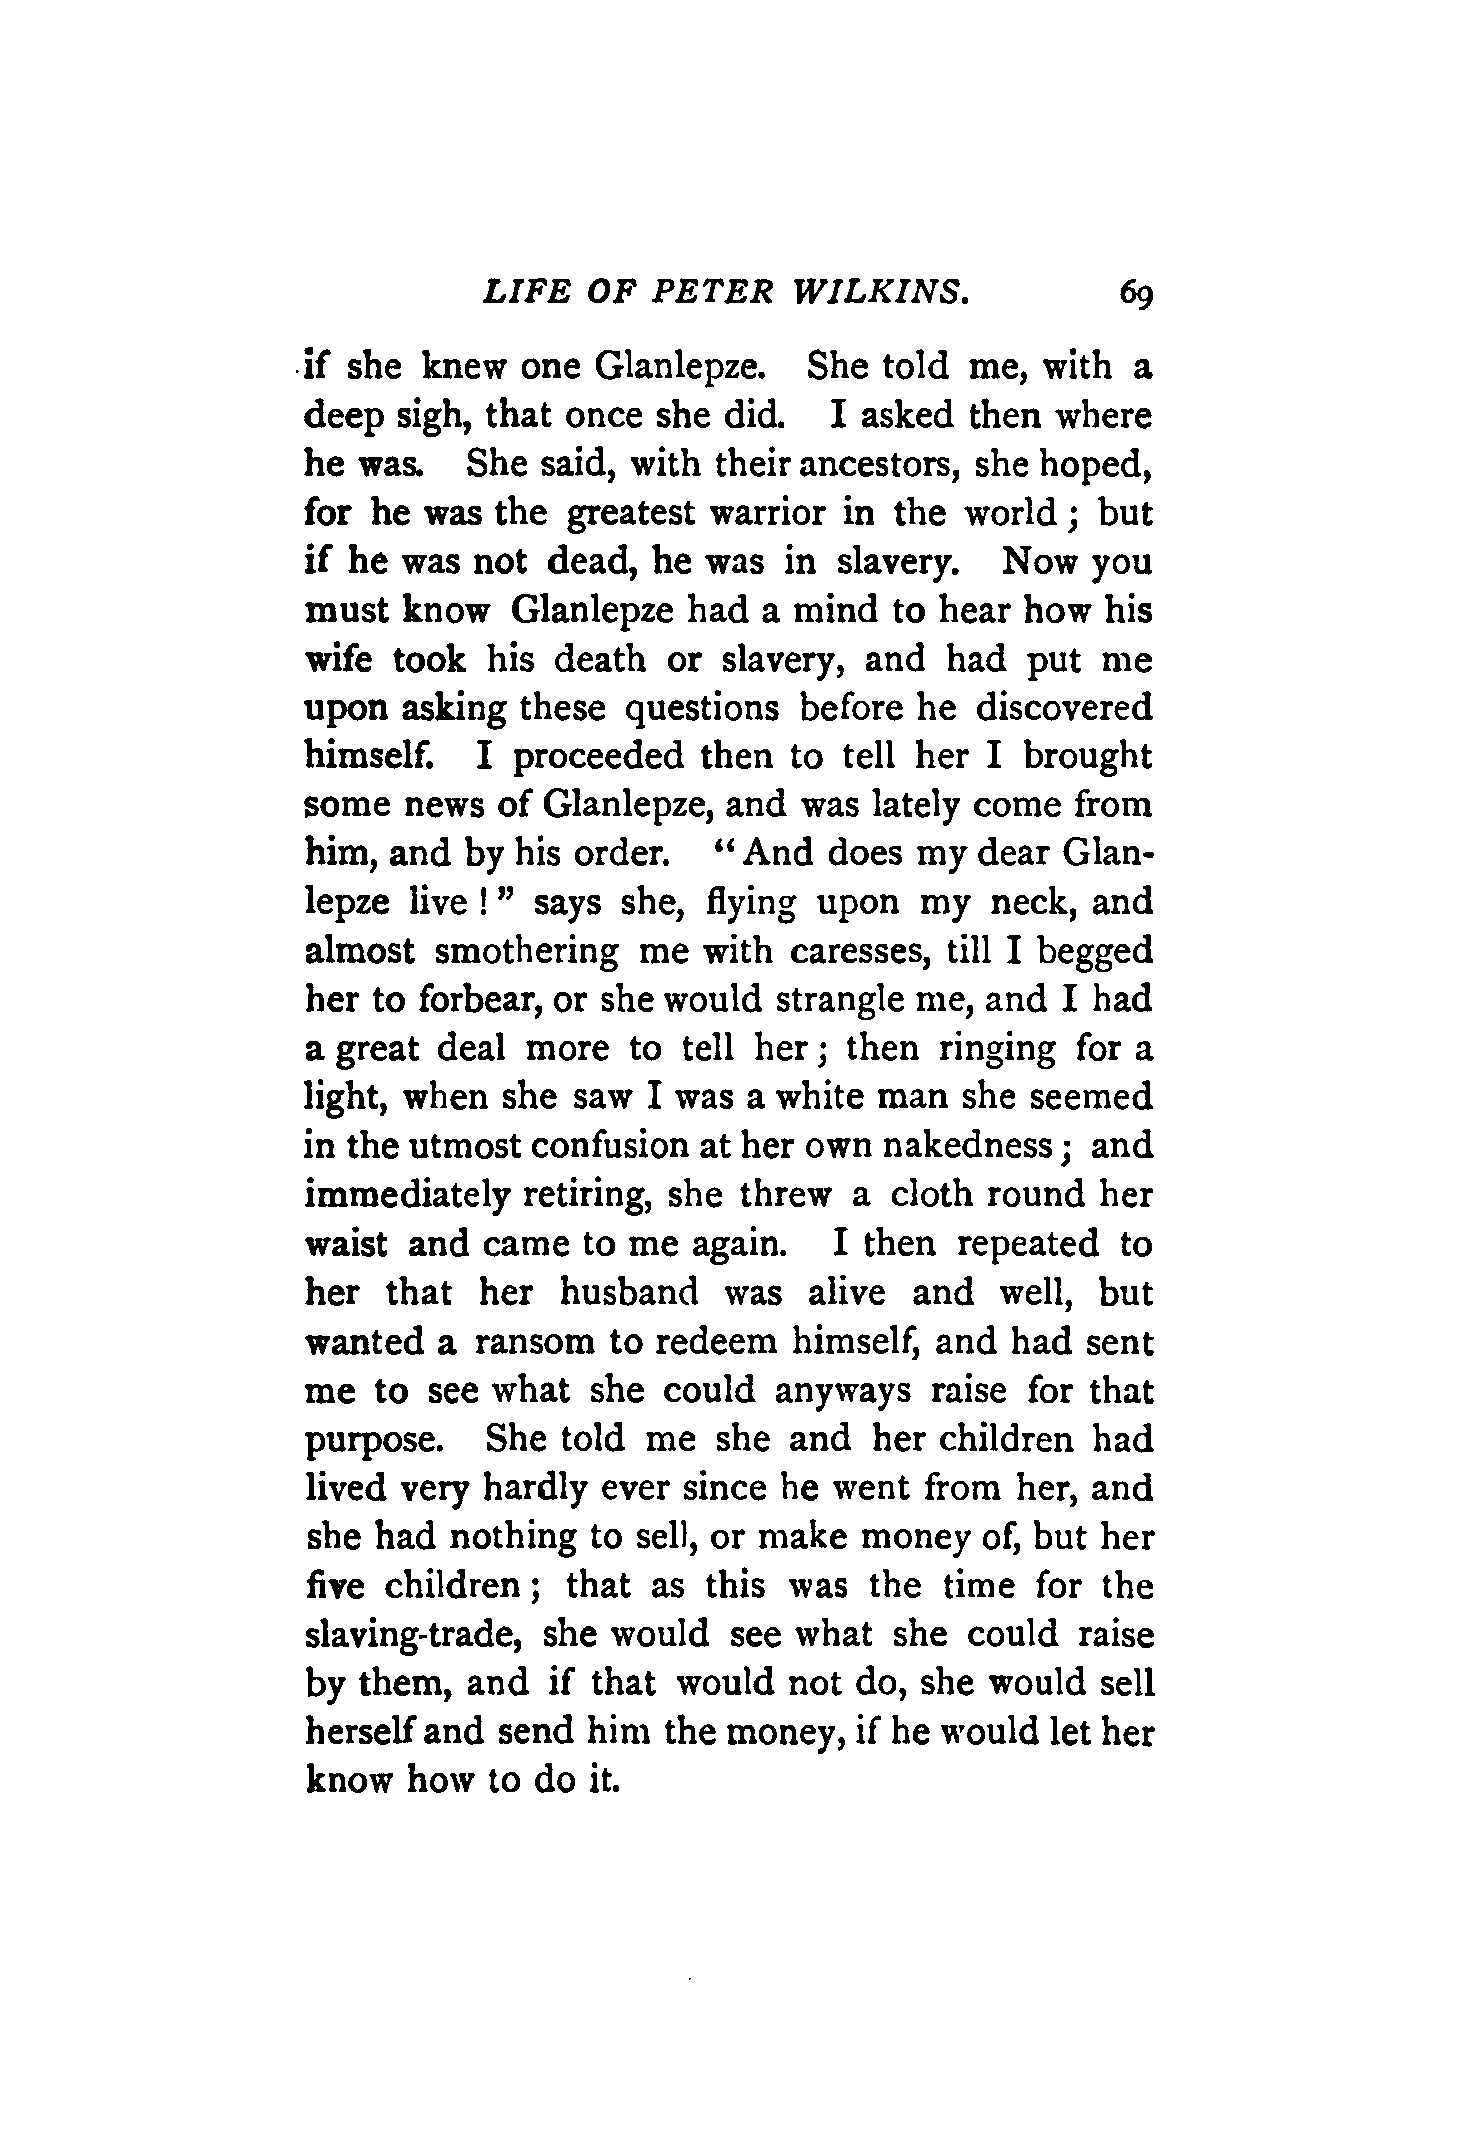 LIFE OF PETER WILKINS. 69
if she knew one Glanlepze. She told me, with a
deep sigh, that once she did. I asked then where
he was. She said, with their ancestors, she hoped,
for he was the greatest warrior in the world ; but
if he was not dead, he was in slavery. Now you
must know Glanlepze had a mind to hear how his
wife took his death or slavery, and had put me
upon asking these questions before he discovered
himself. I proceeded then to tell her I brought
some news of Glanlepze, and was lately come from
him, and by his order. “ And does my dear Glan-
lepze live ! ” says she, flying upon my neck, and
almost smothering me with caresses, till I begged
her to forbear, or she would strangle me, and I had
a great deal more to tell her ; then ringing for a
light, when she saw I was a white man she seemed
in the utmost confusion at her own nakedness ; and
immediately retiring, she threw a cloth round her
waist and came to me again. I then repeated to
her that her husband was alive and well, but
wanted a ransom to redeem himself, and had sent
me to see what she could anyways raise for that
purpose. She told me she and her children had
lived very hardly ever since he went from her, and
she had nothing to sell, or make money of, but her
five children ; that as this was the time for the
slaving-trade, she would see what she could raise
by them, and if that would not do, she would sell
herself and send him the money, if he would let her
know how to do it.